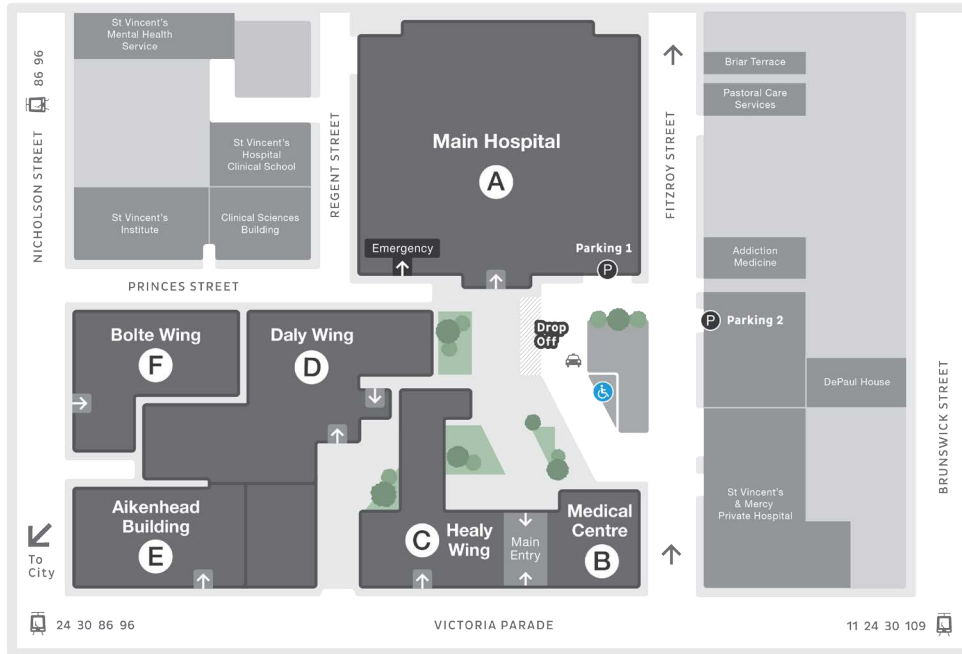 St Vincent's
Mental Health
Service
86 96
NICHOLSON STREET
St Vincent's
Hospital
Clinical School
St Vincent's
Institute
Clinical Sciences
Building
REGENT STREET
Main Hospital
A
Emergency
Parking 1
P
FITZROY STREET
Briar Terrace
Pastoral Care
Services
Addiction
Medicine
P Parking 2
DePaul House
St Vincent's
& Mercy
Private Hospital
BRUNSWICK STREET
PRINCES STREET
Bolte Wing
F
Daly Wing
D
Drop
Off
Aikenhead
Building
E
C Healy
Wing
Main
Entry
Medical
Centre
B
To
City
24 30 86 96
VICTORIA PARADE
11 24 30 109